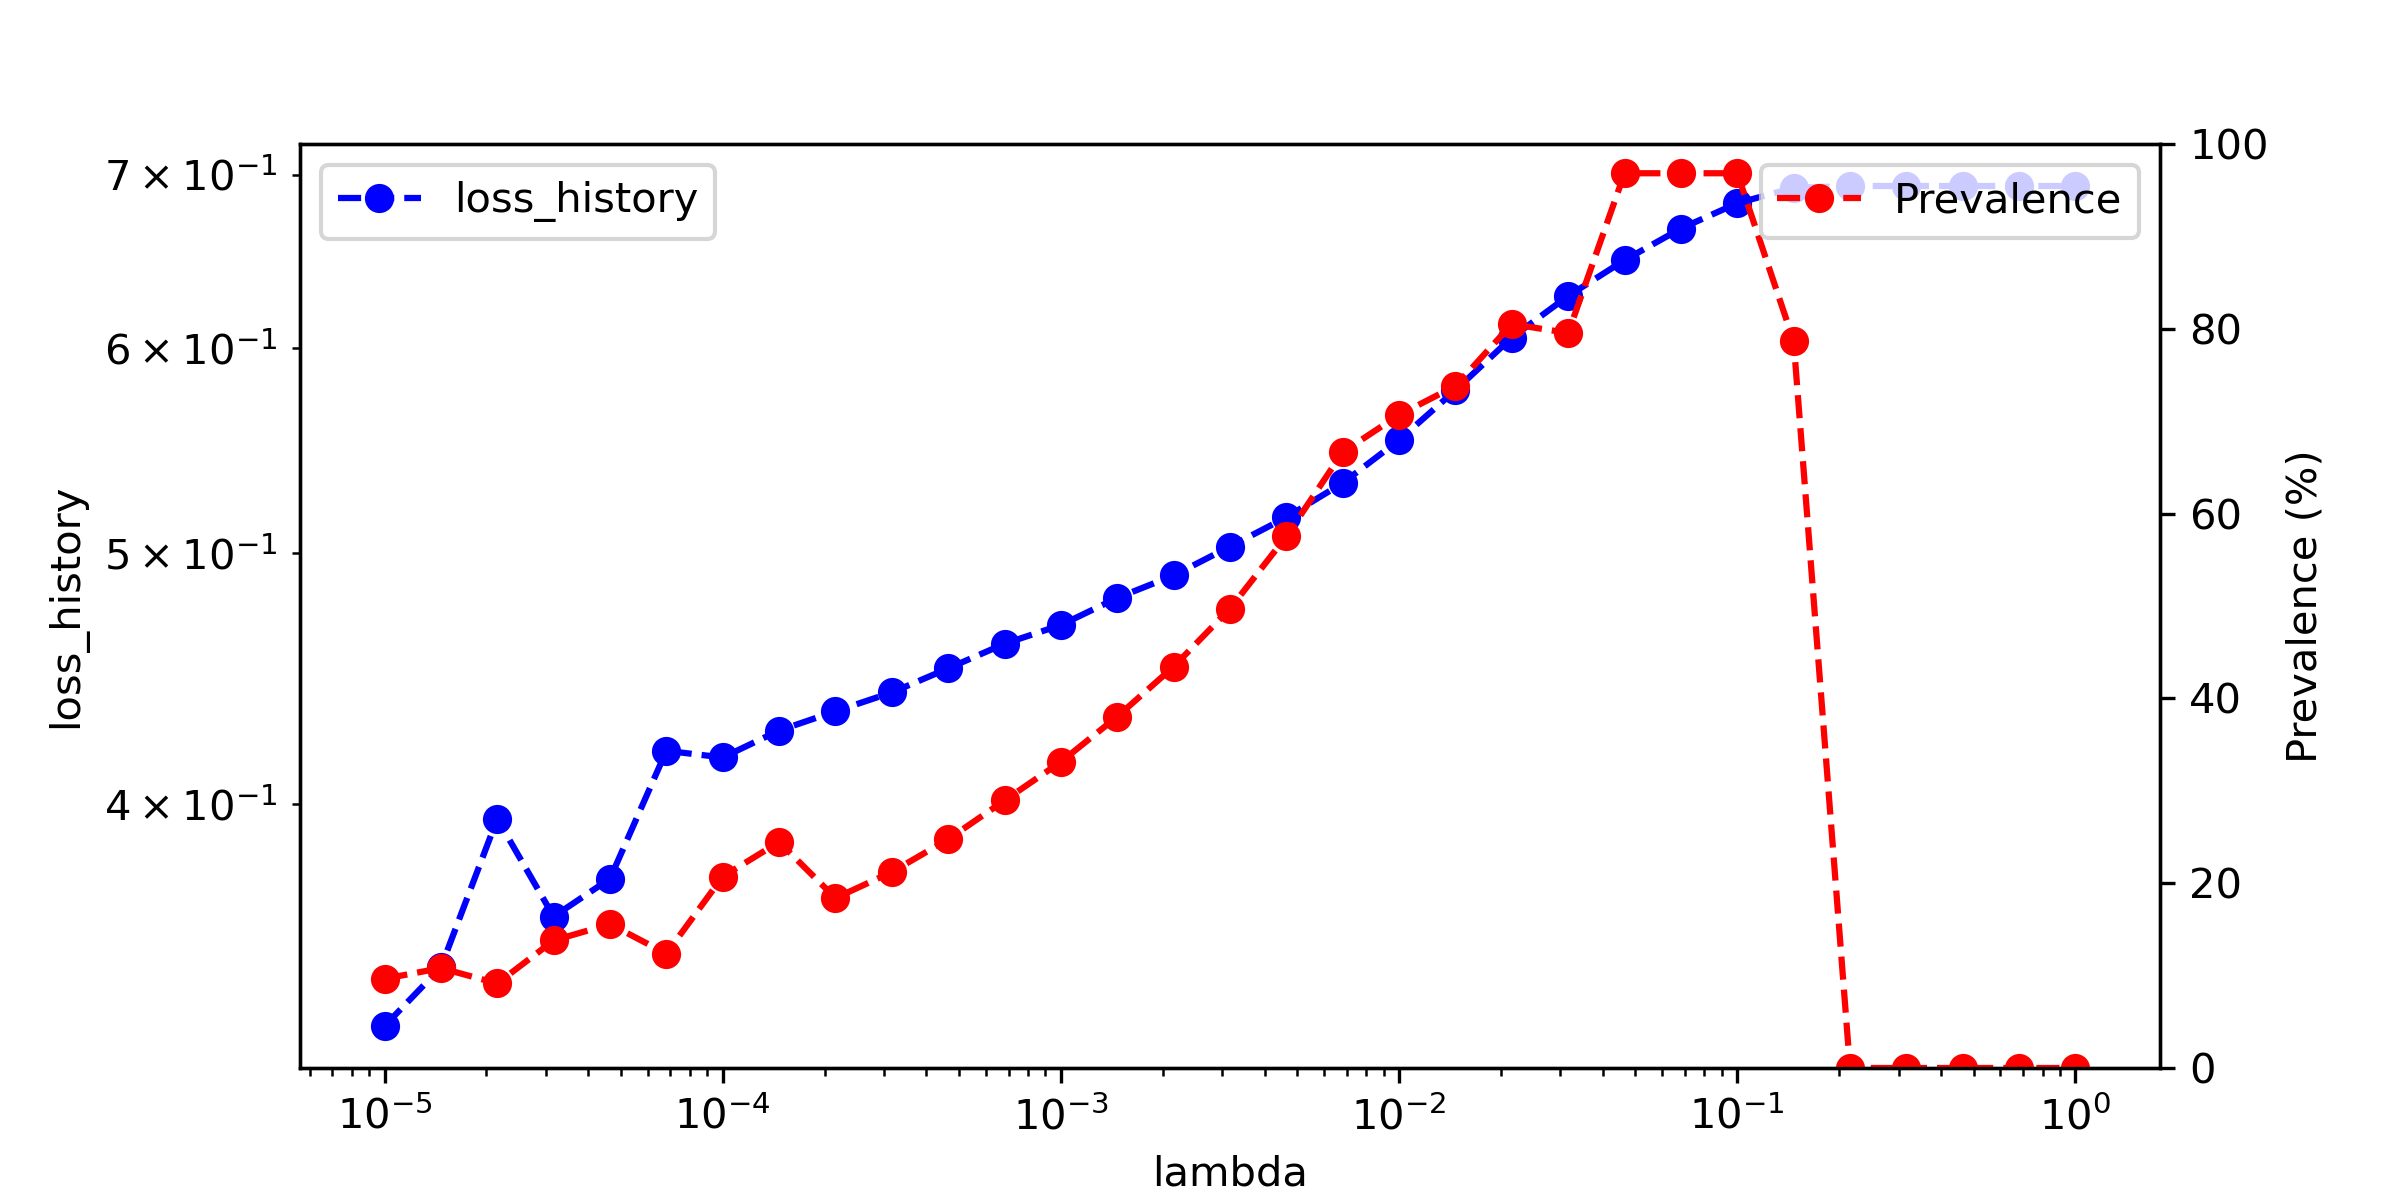 loss_history
Prevalence
7 × 10⁻¹
6 × 10⁻¹
5 × 10⁻¹
4 × 10⁻¹
loss_history
100
80
60
40
20
0
Prevalence (%)
10⁻⁵ 10⁻⁴ 10⁻³ 10⁻² 10⁻¹ 10⁰
lambda